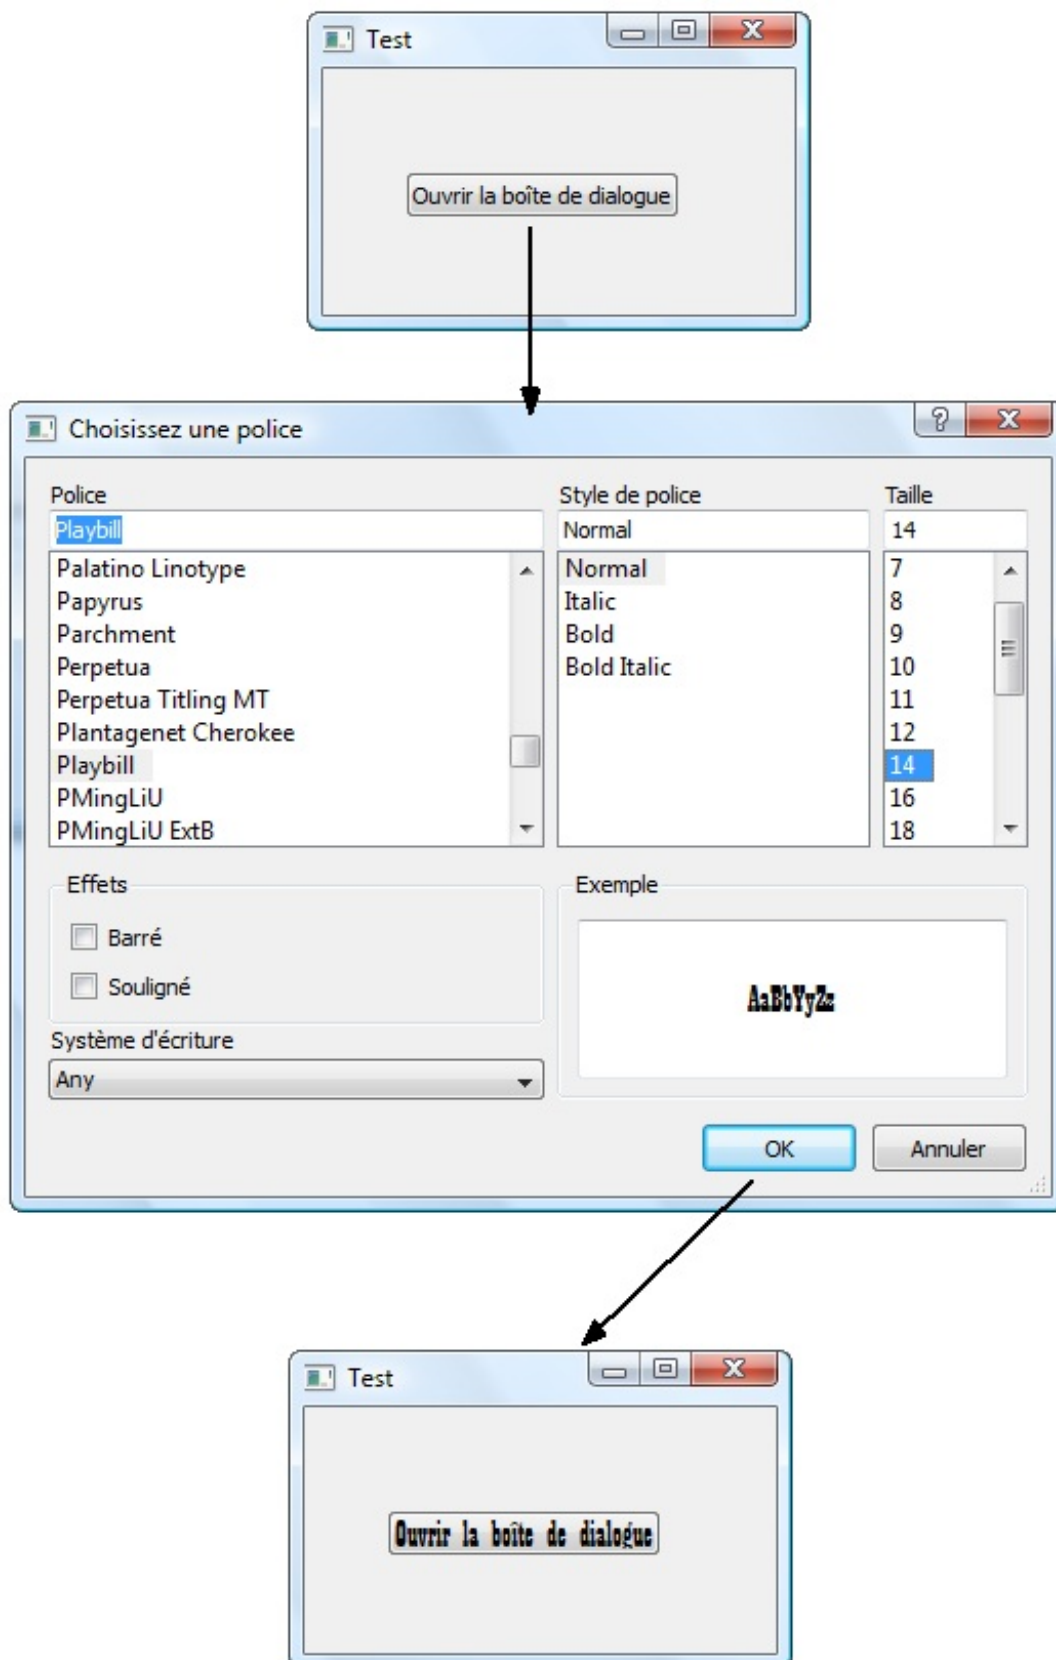 Test
Ouvrir la boîte de dialogue
Choisissez une police
Police
Playbill
Palatino Linotype
Papyrus
Parchment
Perpetua
Perpetua Titling MT
Plantagenet Cherokee
Playbill
PMingLiU
PMingLiU ExtB
Style de police
Normal
Normal
Italic
Bold
Bold Italic
Taille
14
7
8
9
10
11
12
14
16
18
Effets
Barré
Souligné
Système d'écriture
Any
Exemple
AaBbYyZz
OK
Annuler
Test
Ouvrir la boîte de dialogue